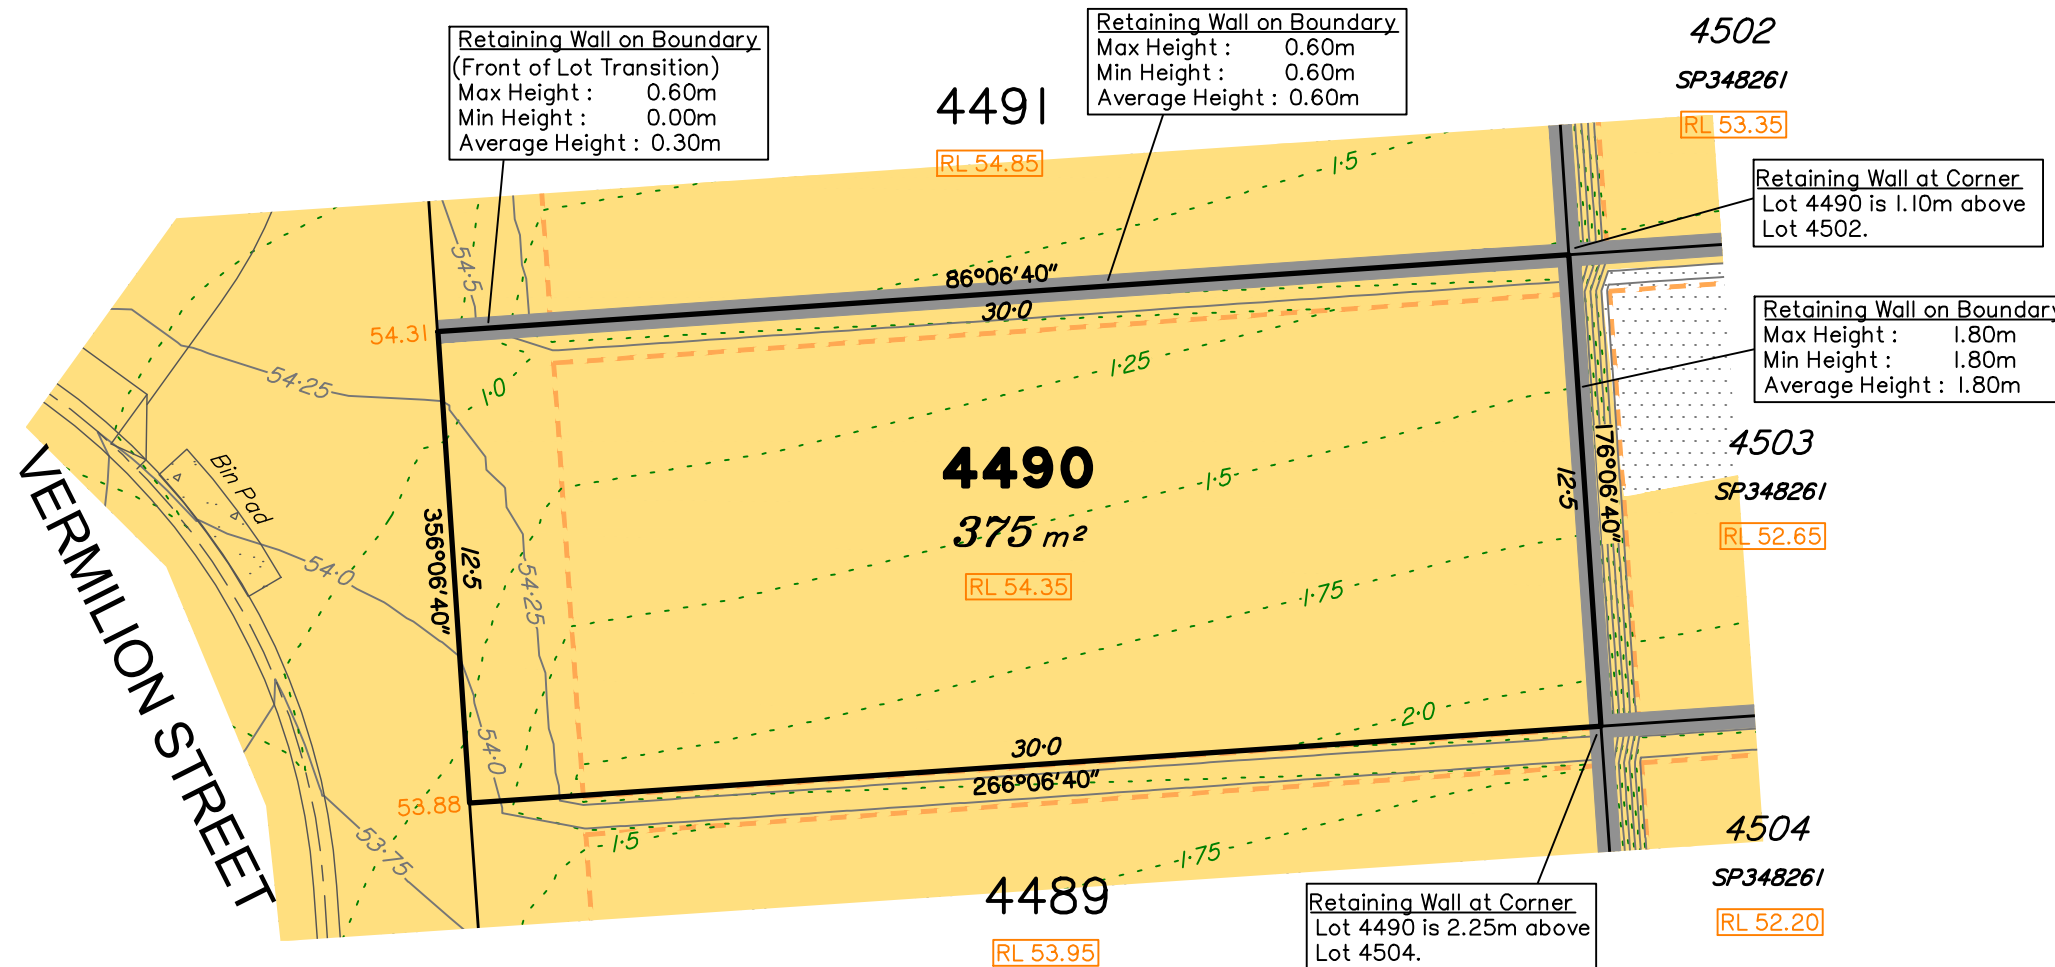 Retaining Wall on Boundary
(Front of Lot Transition)
Max Height : 0.60m
Min Height : 0.00m
Average Height : 0.30m
Retaining Wall on Boundary
Max Height : 0.60m
Min Height : 0.60m
Average Height : 0.60m
4502
SP348261
RL 53.35
4491
RL 54.85
1·5
Retaining Wall at Corner
Lot 4490 is 1.10m above
Lot 4502.
54·5
86°06'40"
30·0
54.31
54·25
1·0
1·25
Retaining Wall on Boundary
Max Height : 1.80m
Min Height : 1.80m
Average Height : 1.80m
4490
375 m²
RL 54.35
1·5
12·5
176°06'40"
4503
SP348261
RL 52.65
Bin Pad
VERMILION STREET
54·0
356°06'40"
12·5
54·25
1·75
2·0
54·0
30·0
266°06'40"
53.88
53·75
1·5
1·75
4489
RL 53.95
4504
SP348261
RL 52.20
Retaining Wall at Corner
Lot 4490 is 2.25m above
Lot 4504.